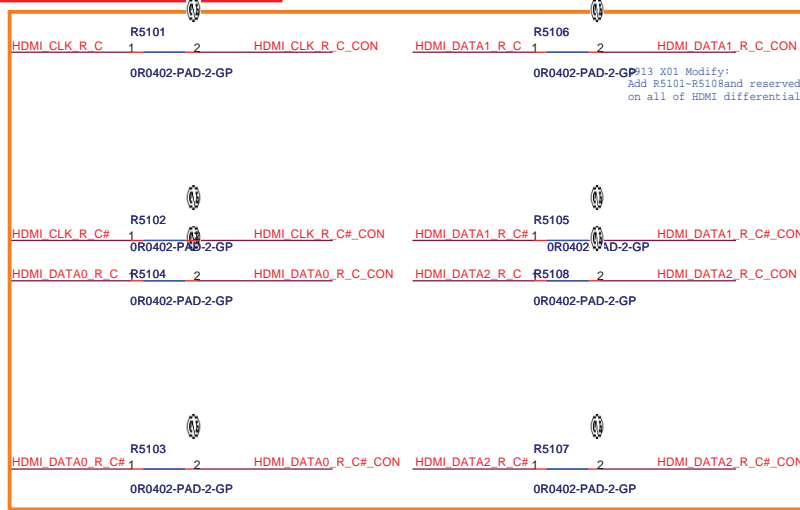 R5101
HDMI_CLK_R_C 1 2 HDMI_CLK_R_C_CON
0R0402-PAD-2-GP
R5106
HDMI_DATA1_R_C 1 2 HDMI_DATA1_R_C_CON
0R0402-PAD-2-GP
913 X01 Modify:
Add R5101~R5108and reserved
on all of HDMI differential
R5102
HDMI_CLK_R_C# 1 HDMI_CLK_R_C#_CON
0R0402-PAD-2-GP
R5105
HDMI_DATA1_R_C# 1 HDMI_DATA1_R_C#_CON
0R0402 AD-2-GP
HDMI_DATA0_R_C R5104 2 HDMI_DATA0_R_C_CON
0R0402-PAD-2-GP
HDMI_DATA2_R_C R5108 2 HDMI_DATA2_R_C_CON
0R0402-PAD-2-GP
R5103
HDMI_DATA0_R_C# 1 2 HDMI_DATA0_R_C#_CON
0R0402-PAD-2-GP
R5107
HDMI_DATA2_R_C# 1 2 HDMI_DATA2_R_C#_CON
0R0402-PAD-2-GP